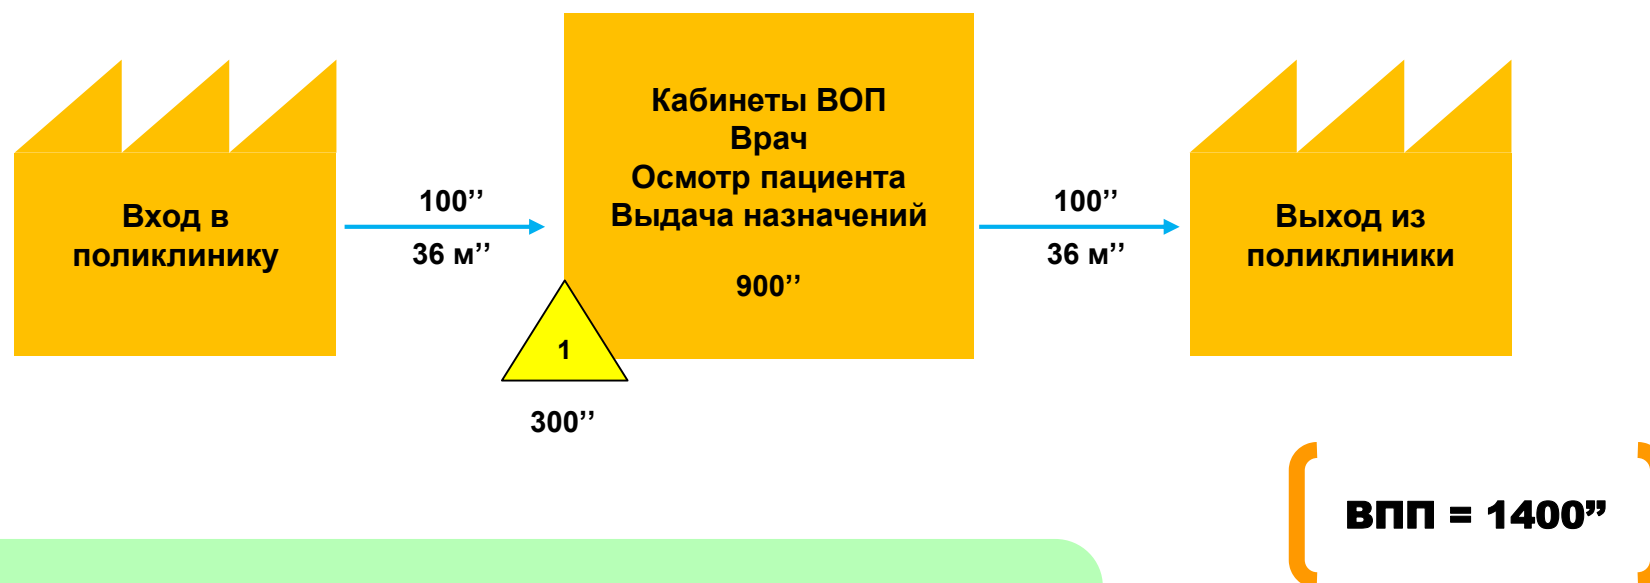 Вход в
поликлинику
100’’
36 м’’
Кабинеты ВОП
Врач
Осмотр пациента
Выдача назначений
900’’
1
300’’
100’’
36 м’’
Выход из
поликлиники
ВПП = 1400”